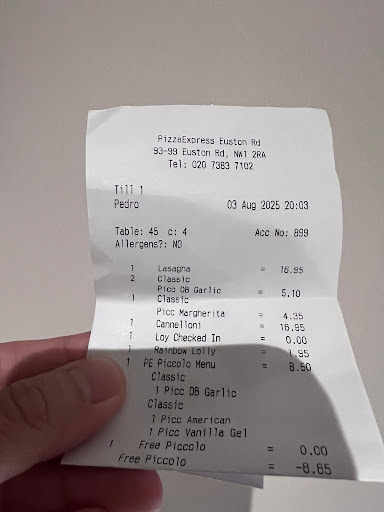 PizzaExpress Euston Rd
93-99 Euston Rd, NW1 2RA
Tel: 020 7383 7102
Till 1
Pedro 03 Aug 2025 20:03
Table: 45 c: 4 Acc No: 899
Allergens?: NO
1 Lasagna = 16.95
2 Classic
Picc DB Garlic = 5.10
1 Classic
Picc Margherita = 4.35
1 Cannelloni = 16.95
1 Loy Checked In = 0.00
1 Rainbow Lolly = 1.95
1 PE Piccolo Menu = 8.50
Classic
1 Picc DB Garlic
Classic
1 Picc American
1 Picc Vanilla Gel
1 Free Piccolo = 0.00
Free Piccolo = -8.85